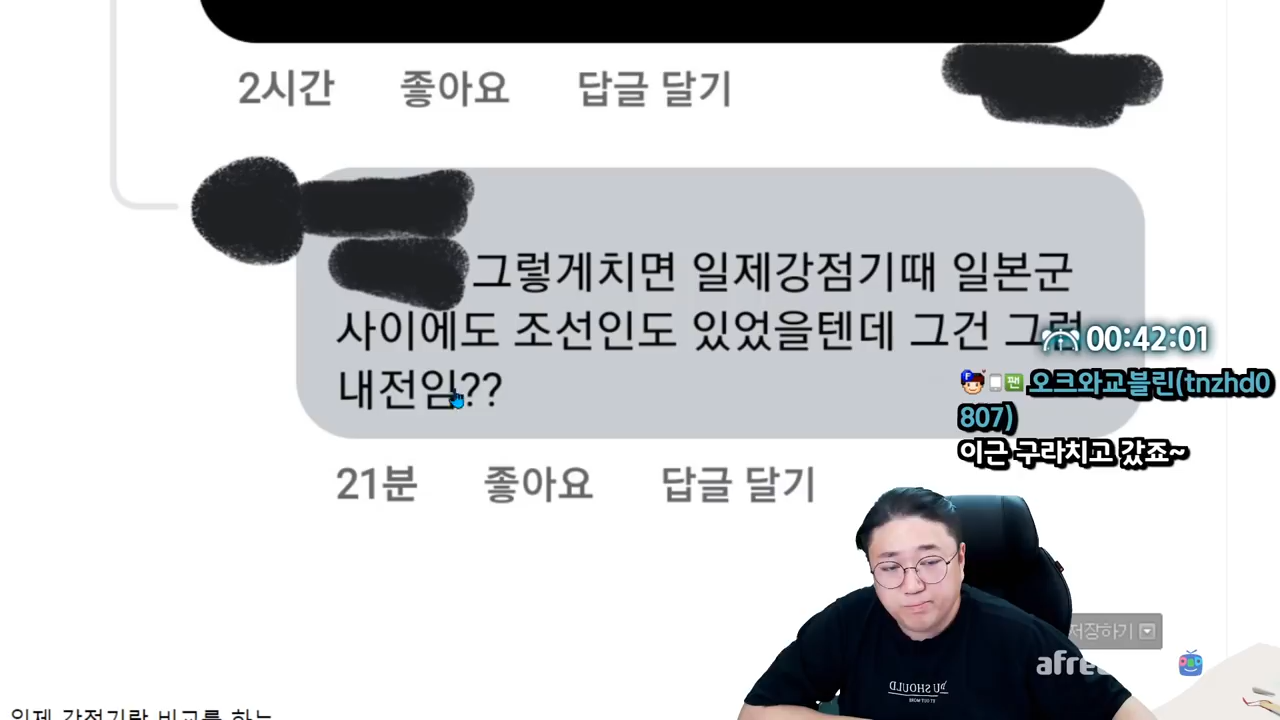 2시간 좋아요 답글 달기
그렇게치면 일제강점기때 일본군
사이에도 조선인도 있었을텐데 그건 그럼
내전임??
21분 좋아요 답글 달기
00:42:01
팬 오크와교블린(tnzhd0
807)
이근 구라치고 갔죠~
저장하기
afree
일제 강점기랑 비교를 하는